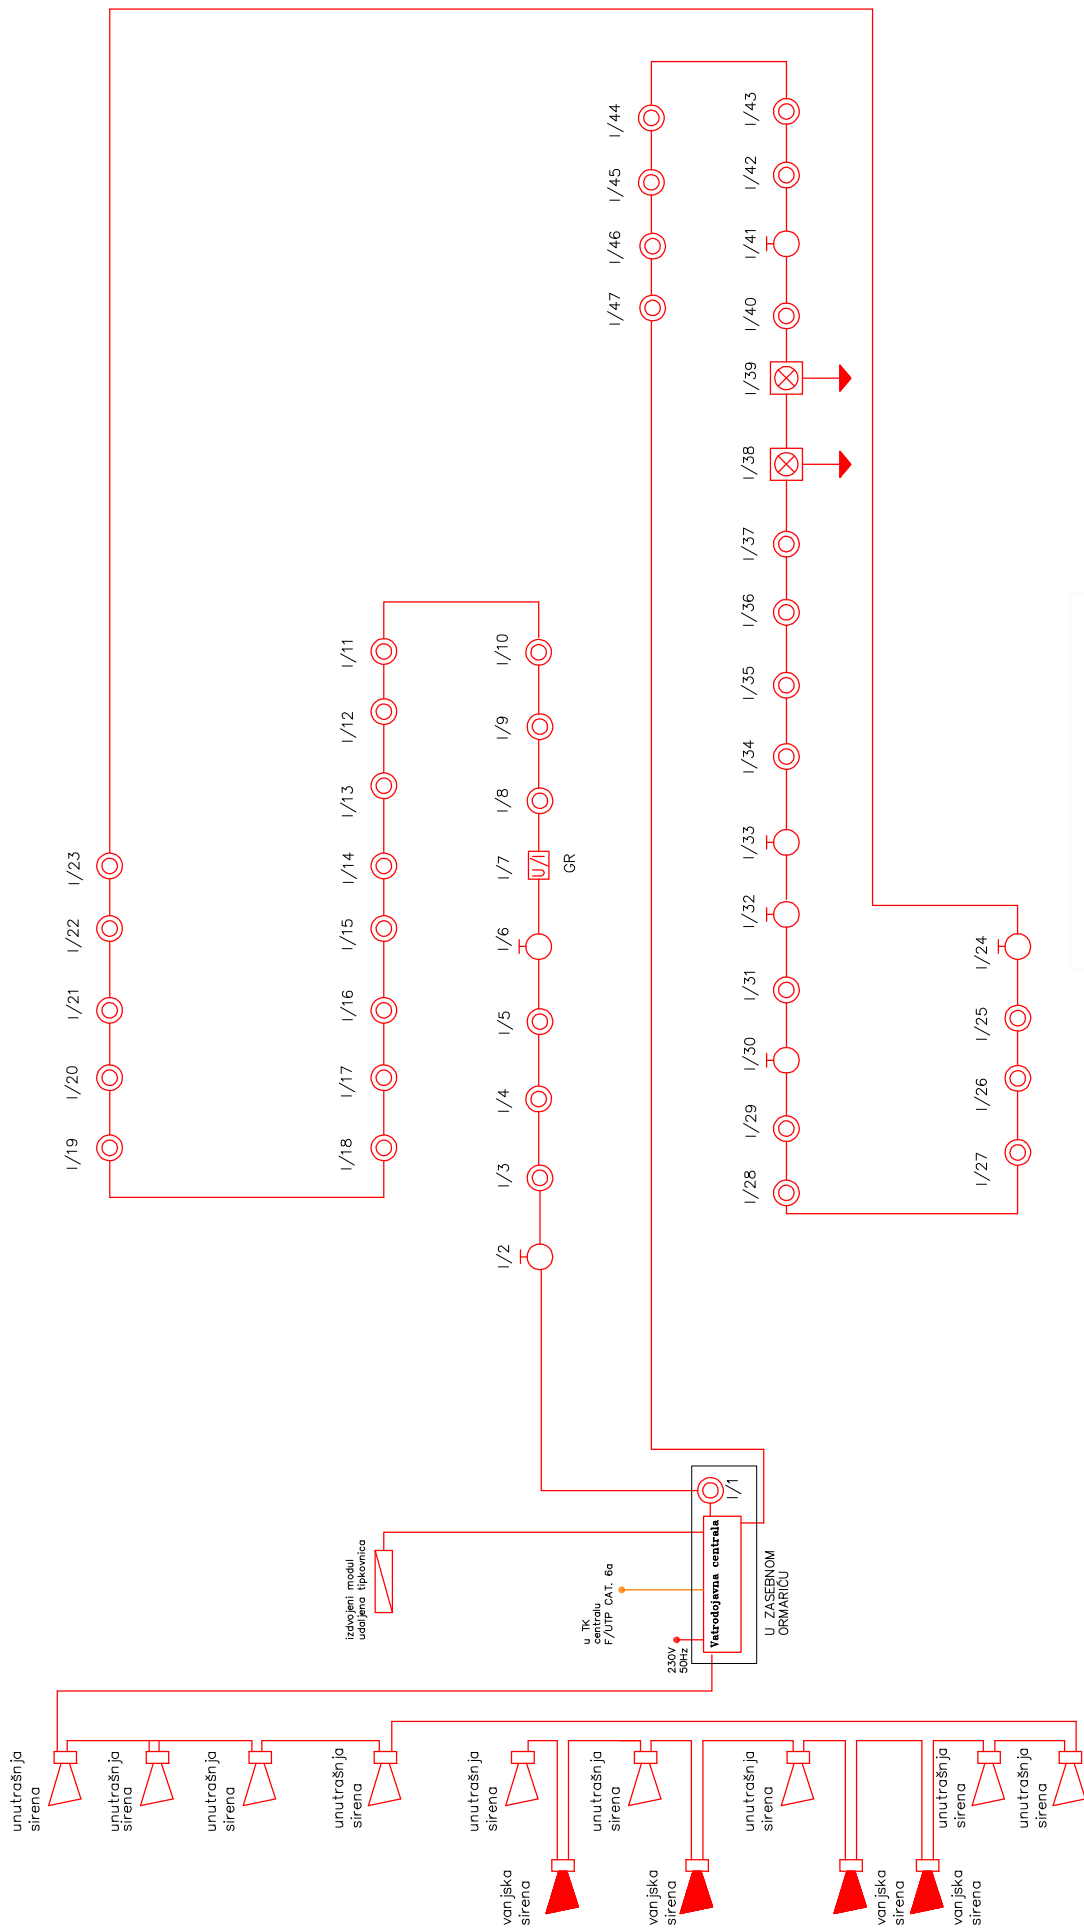 I/44
I/45
I/46
I/47
I/43
I/42
I/41
I/40
I/39
I/38
I/37
I/36
I/35
I/34
I/33
I/32
I/31
I/30
I/29
I/28
I/11
I/12
I/13
I/14
I/15
I/16
I/17
I/18
I/10
I/9
I/8
I/7
U/I
GR
I/6
I/5
I/4
I/3
I/2
I/23
I/22
I/21
I/20
I/19
I/24
I/25
I/26
I/27
I/1
Vatrodojavna centrala
U ZASEBNOM
ORMARIĆU
izdvojeni modul
udaljena tipkovnica
u TK
centralu
F/UTP CAT. 6a
230V
50Hz
unutrašnja
sirena
unutrašnja
sirena
unutrašnja
sirena
unutrašnja
sirena
unutrašnja
sirena
unutrašnja
sirena
unutrašnja
sirena
unutrašnja
sirena
unutrašnja
sirena
vanjska
sirena
vanjska
sirena
vanjska
sirena
vanjska
sirena